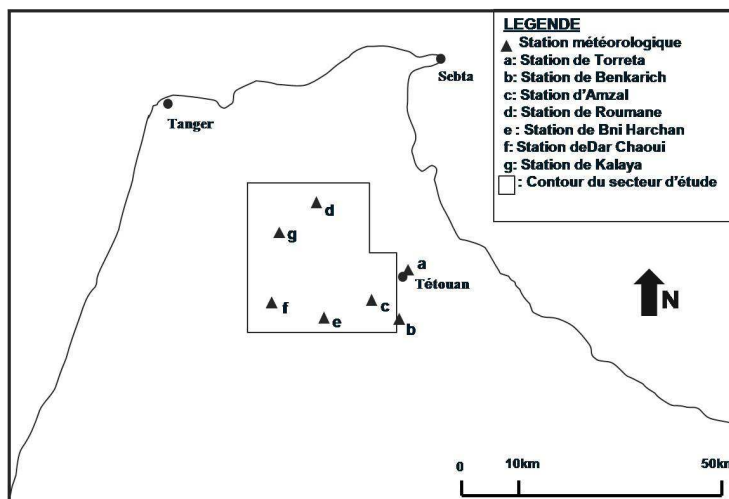 LEGENDE
Station météorologique
a: Station de Torreta
b: Station de Benkarich
c: Station d'Amzal
d: Station de Roumane
e : Station de Bni Harchan
f: Station deDar Chaoui
g: Station de Kalaya
: Contour du secteur d'étude
Sebta
Tanger
d
g
a
Tétouan
c
f
e
b
N
0 10km 50km